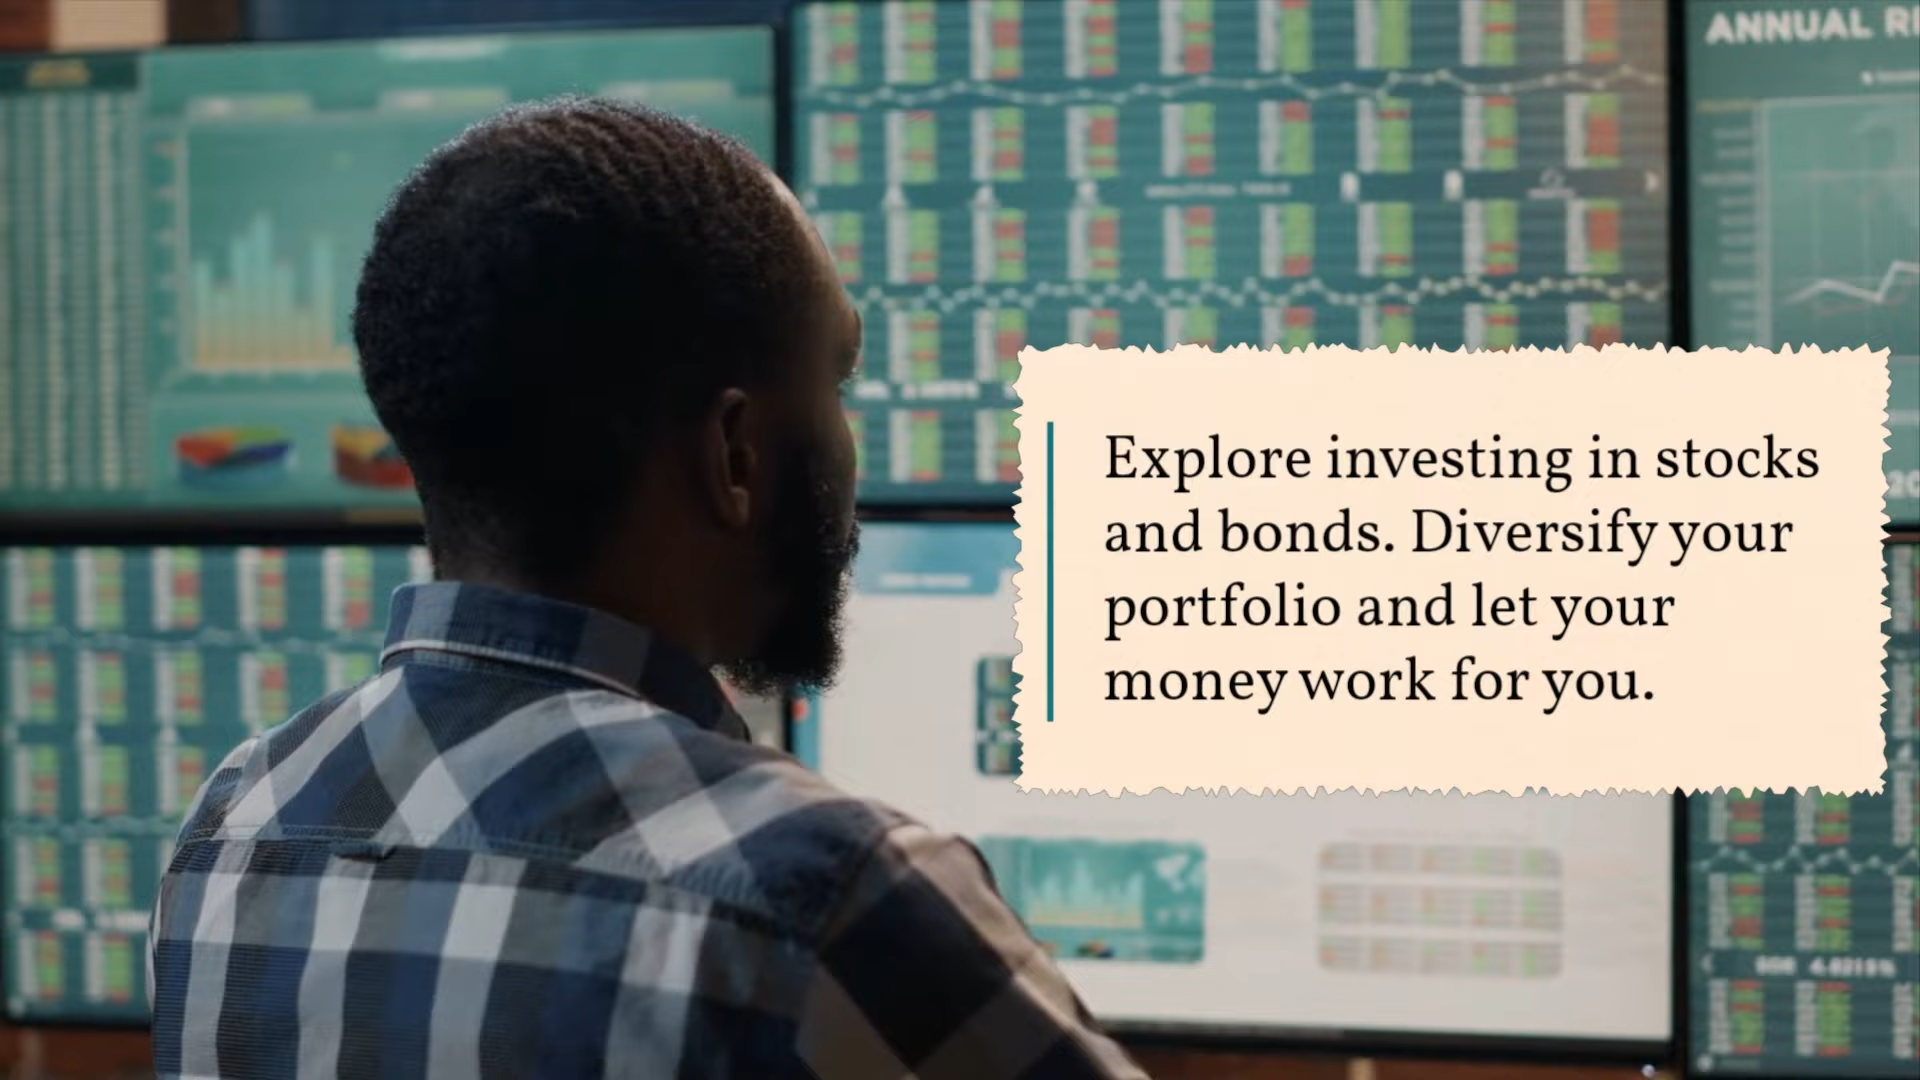 ANNUAL
Explore investing in stocks
and bonds. Diversify your
portfolio and let your
money work for you.